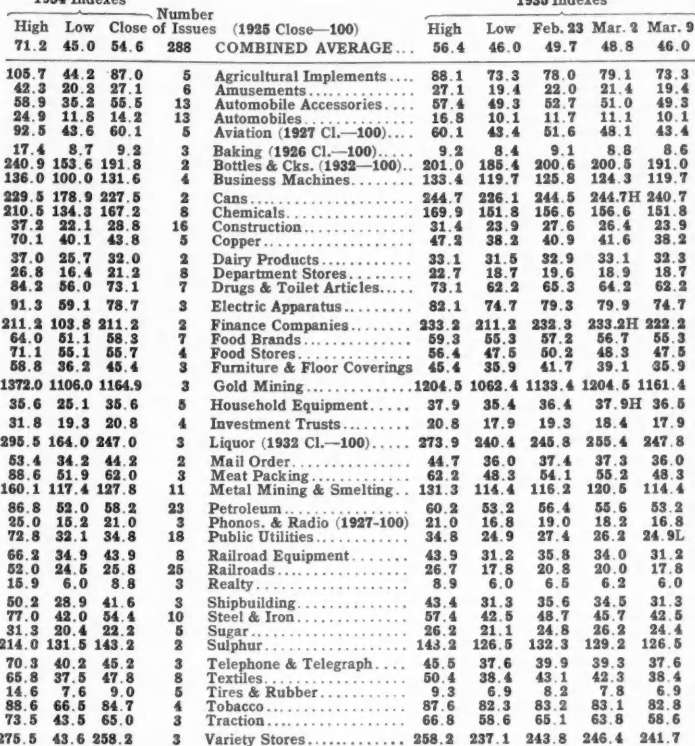 1934 Indexes 1935 Indexes
Number
High Low Close of Issues (1925 Close—100) High Low Feb. 23 Mar. 2 Mar. 9
71.2 45.0 54.6 288 COMBINED AVERAGE... 56.4 46.0 49.7 48.8 46.0
105.7 44.2 87.0 5 Agricultural Implements.... 88.1 73.3 78.0 79.1 73.3
42.3 20.2 27.1 6 Amusements............. 27.1 19.4 22.0 21.4 19.4
58.9 35.2 55.5 13 Automobile Accessories.... 57.4 49.3 52.7 51.0 49.3
24.9 11.8 14.2 13 Automobiles............. 16.8 10.1 11.7 11.1 10.1
92.5 43.6 60.1 5 Aviation (1927 Cl.—100).... 60.1 43.4 51.6 48.1 43.4
17.4 8.7 9.2 3 Baking (1926 Cl.—100)...... 9.2 8.4 9.1 8.8 8.6
240.9 153.6 191.8 2 Bottles & Cks. (1932—100).. 201.0 185.4 200.6 200.5 191.0
136.0 100.0 131.6 4 Business Machines........ 133.4 119.7 125.8 124.3 119.7
229.5 178.9 227.5 2 Cans.................... 244.7 226.1 244.5 244.7H 240.7
210.5 134.3 167.2 8 Chemicals............... 169.9 151.8 156.6 156.6 151.8
37.2 22.1 28.8 16 Construction............ 31.4 23.9 27.6 26.4 23.9
70.1 40.1 43.8 5 Copper.................. 47.2 38.2 40.9 41.6 38.2
37.0 25.7 32.0 2 Dairy Products.......... 33.1 31.5 32.9 33.1 32.3
26.8 16.4 21.2 8 Department Stores....... 22.7 18.7 19.6 18.9 18.7
84.2 56.0 73.1 7 Drugs & Toilet Articles..... 73.1 62.2 65.3 64.2 62.2
91.3 59.1 78.7 3 Electric Apparatus........ 82.1 74.7 79.3 79.9 74.7
211.2 103.8 211.2 2 Finance Companies........ 233.2 211.2 232.3 233.2H 222.2
64.0 51.1 58.3 7 Food Brands............. 59.3 55.3 57.2 56.7 55.3
71.1 55.1 55.7 4 Food Stores............. 56.4 47.5 50.2 48.3 47.5
58.8 36.2 45.4 3 Furniture & Floor Coverings 45.4 35.9 41.7 39.1 35.9
1372.0 1106.0 1164.9 3 Gold Mining............. 1204.5 1062.4 1133.4 1204.5 1161.4
35.6 25.1 35.6 5 Household Equipment..... 37.9 35.4 36.4 37.9H 36.5
31.8 19.3 20.8 4 Investment Trusts........ 20.8 17.9 19.3 18.4 17.9
295.5 164.0 247.0 3 Liquor (1932 Cl.—100)..... 273.9 240.4 245.8 255.4 247.8
53.4 34.2 44.2 2 Mail Order.............. 44.7 36.0 37.4 37.3 36.0
88.6 51.9 62.0 3 Meat Packing............ 62.2 48.3 54.1 55.2 48.3
160.1 117.4 127.8 11 Metal Mining & Smelting.. 131.3 114.4 116.2 120.5 114.4
86.8 52.0 58.2 23 Petroleum............... 60.2 53.2 56.4 55.6 53.2
25.0 15.2 21.0 3 Phonos. & Radio (1927-100) 21.0 16.8 19.0 18.2 16.8
72.8 32.1 34.8 18 Public Utilities........... 34.8 24.9 27.4 26.2 24.9L
66.2 34.9 43.9 8 Railroad Equipment...... 43.9 31.2 35.8 34.0 31.2
52.0 24.5 25.8 25 Railroads............... 26.7 17.8 20.8 20.0 17.8
15.9 6.0 8.8 3 Realty.................. 8.9 6.0 6.5 6.2 6.0
50.2 28.9 41.6 3 Shipbuilding............ 43.4 31.3 35.6 34.5 31.3
77.0 42.0 54.4 10 Steel & Iron............. 57.4 42.5 48.7 45.7 42.5
31.3 20.4 22.2 5 Sugar................... 26.2 21.1 24.8 26.2 24.4
214.0 131.5 143.2 2 Sulphur................. 143.2 126.5 132.3 129.2 126.5
70.3 40.2 45.2 3 Telephone & Telegraph.... 45.5 37.6 39.9 39.3 37.6
65.8 37.5 47.8 8 Textiles................. 50.4 38.4 43.1 42.3 38.4
14.6 7.6 9.0 5 Tires & Rubber........... 9.3 6.9 8.2 7.8 6.9
88.6 66.5 84.7 4 Tobacco................. 87.6 82.3 83.2 83.1 82.8
73.5 43.5 65.0 3 Traction................ 66.8 58.6 65.1 63.8 58.6
275.5 43.6 258.2 3 Variety Stores............ 258.2 237.1 243.8 246.4 241.7